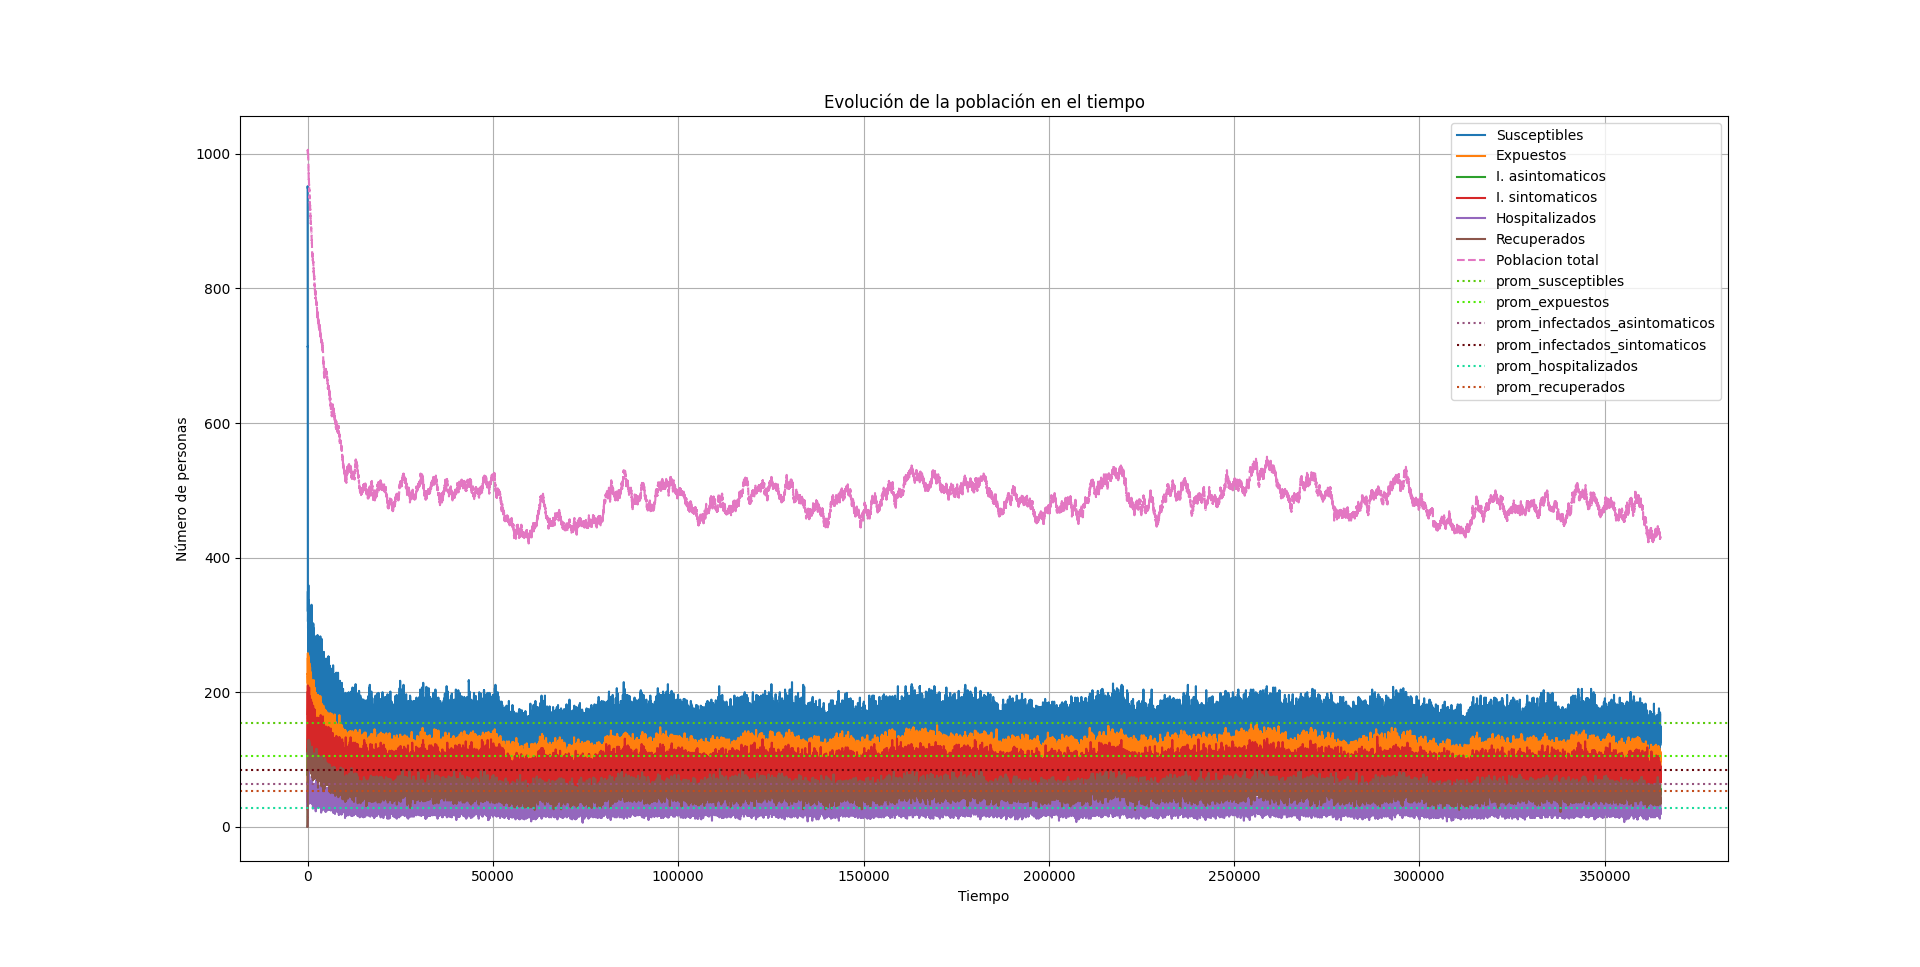 Evolución de la población en el tiempo
1000
800
600
400
200
0
Número de personas
0 50000 100000 150000 200000 250000 300000 350000
Tiempo
Susceptibles
Expuestos
I. asintomaticos
I. sintomaticos
Hospitalizados
Recuperados
Poblacion total
prom_susceptibles
prom_expuestos
prom_infectados_asintomaticos
prom_infectados_sintomaticos
prom_hospitalizados
prom_recuperados